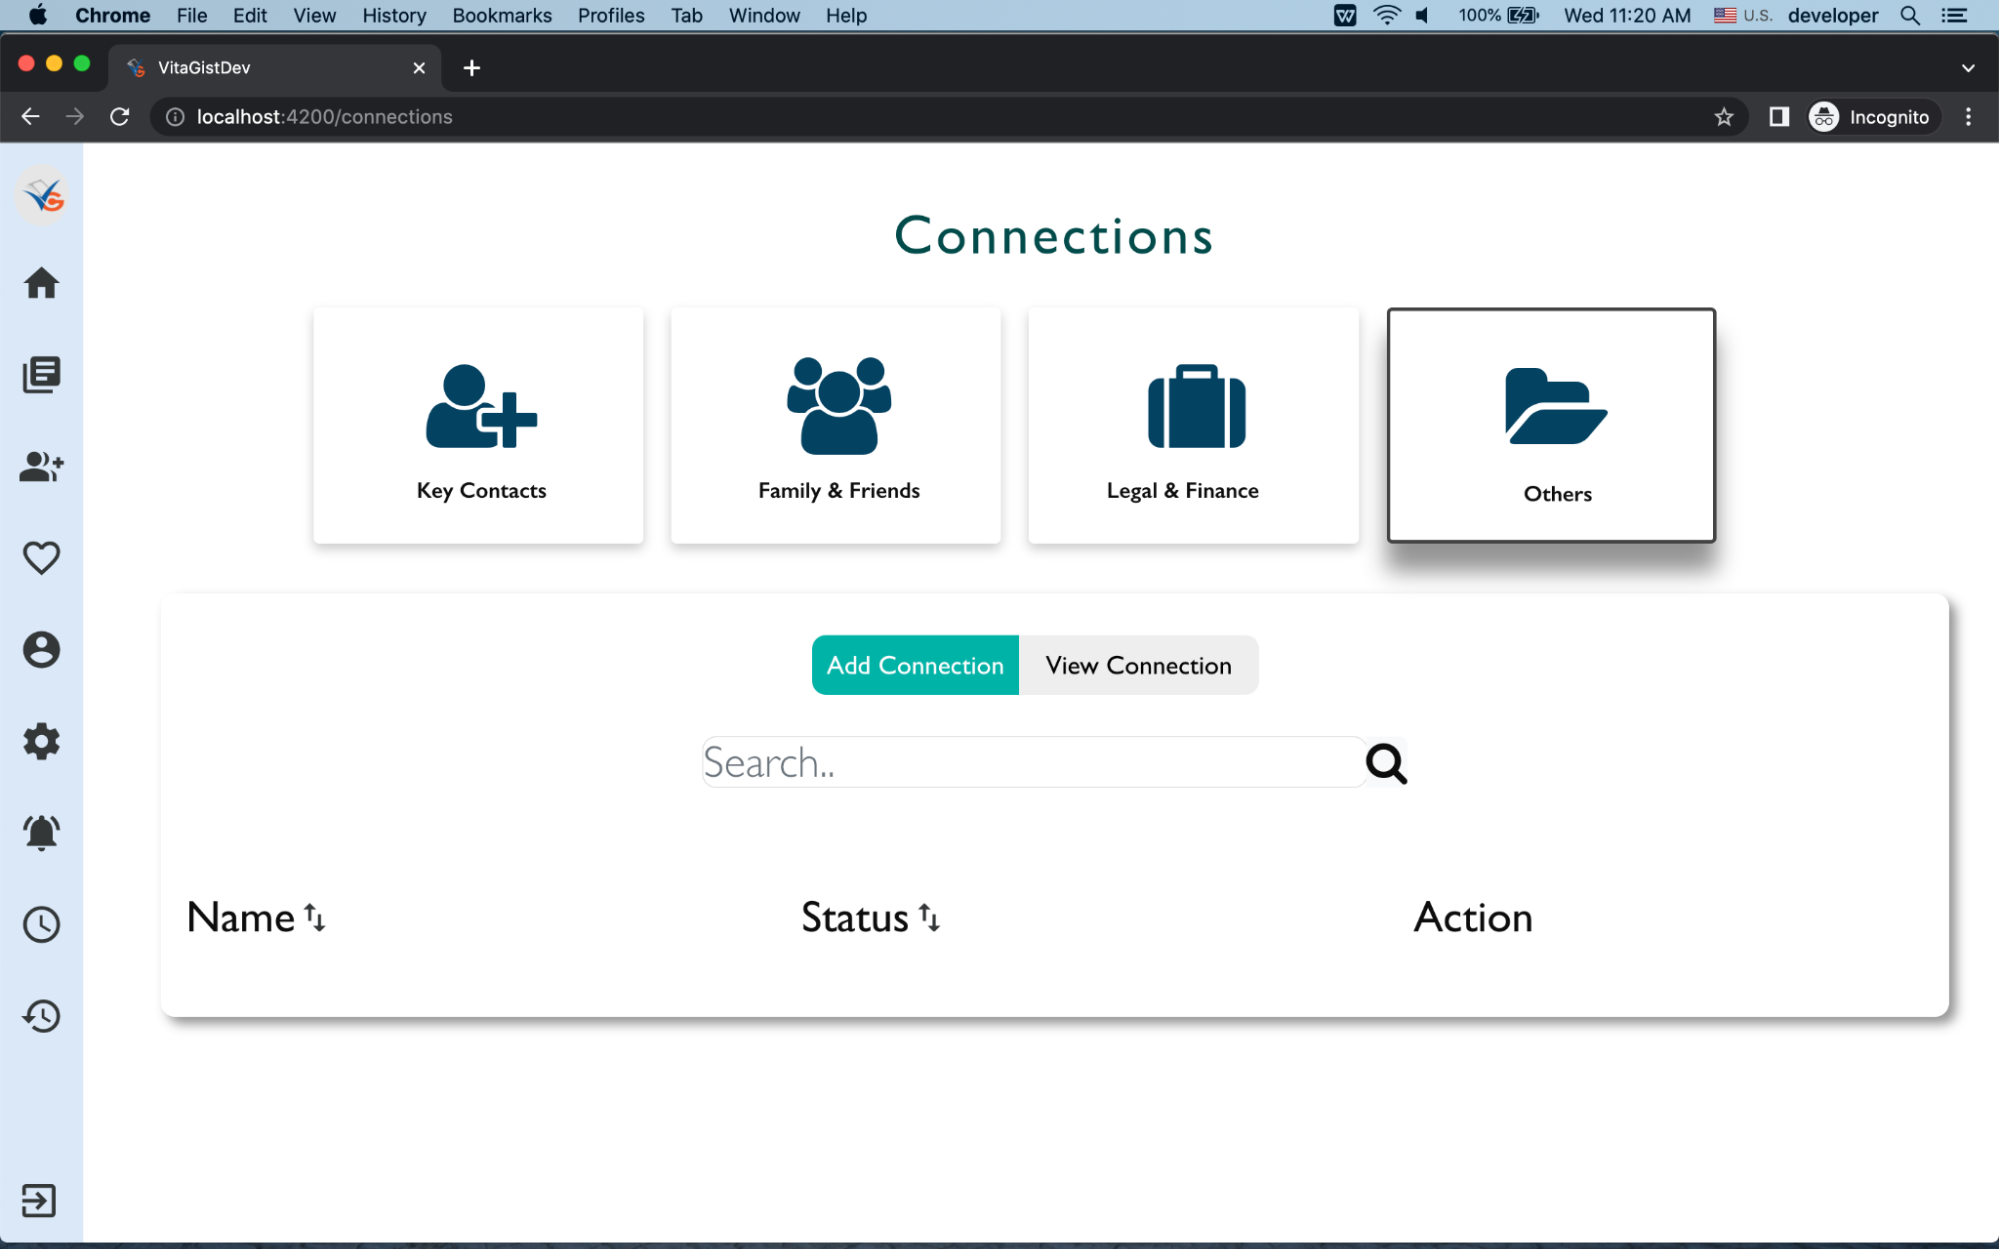 Chrome File Edit View History Bookmarks Profiles Tab Window Help 100% Wed 11:20 AM U.S. developer
VitaGistDev
localhost:4200/connections Incognito
Connections
Key Contacts Family & Friends Legal & Finance Others
Add Connection View Connection
Search..
Name Status Action